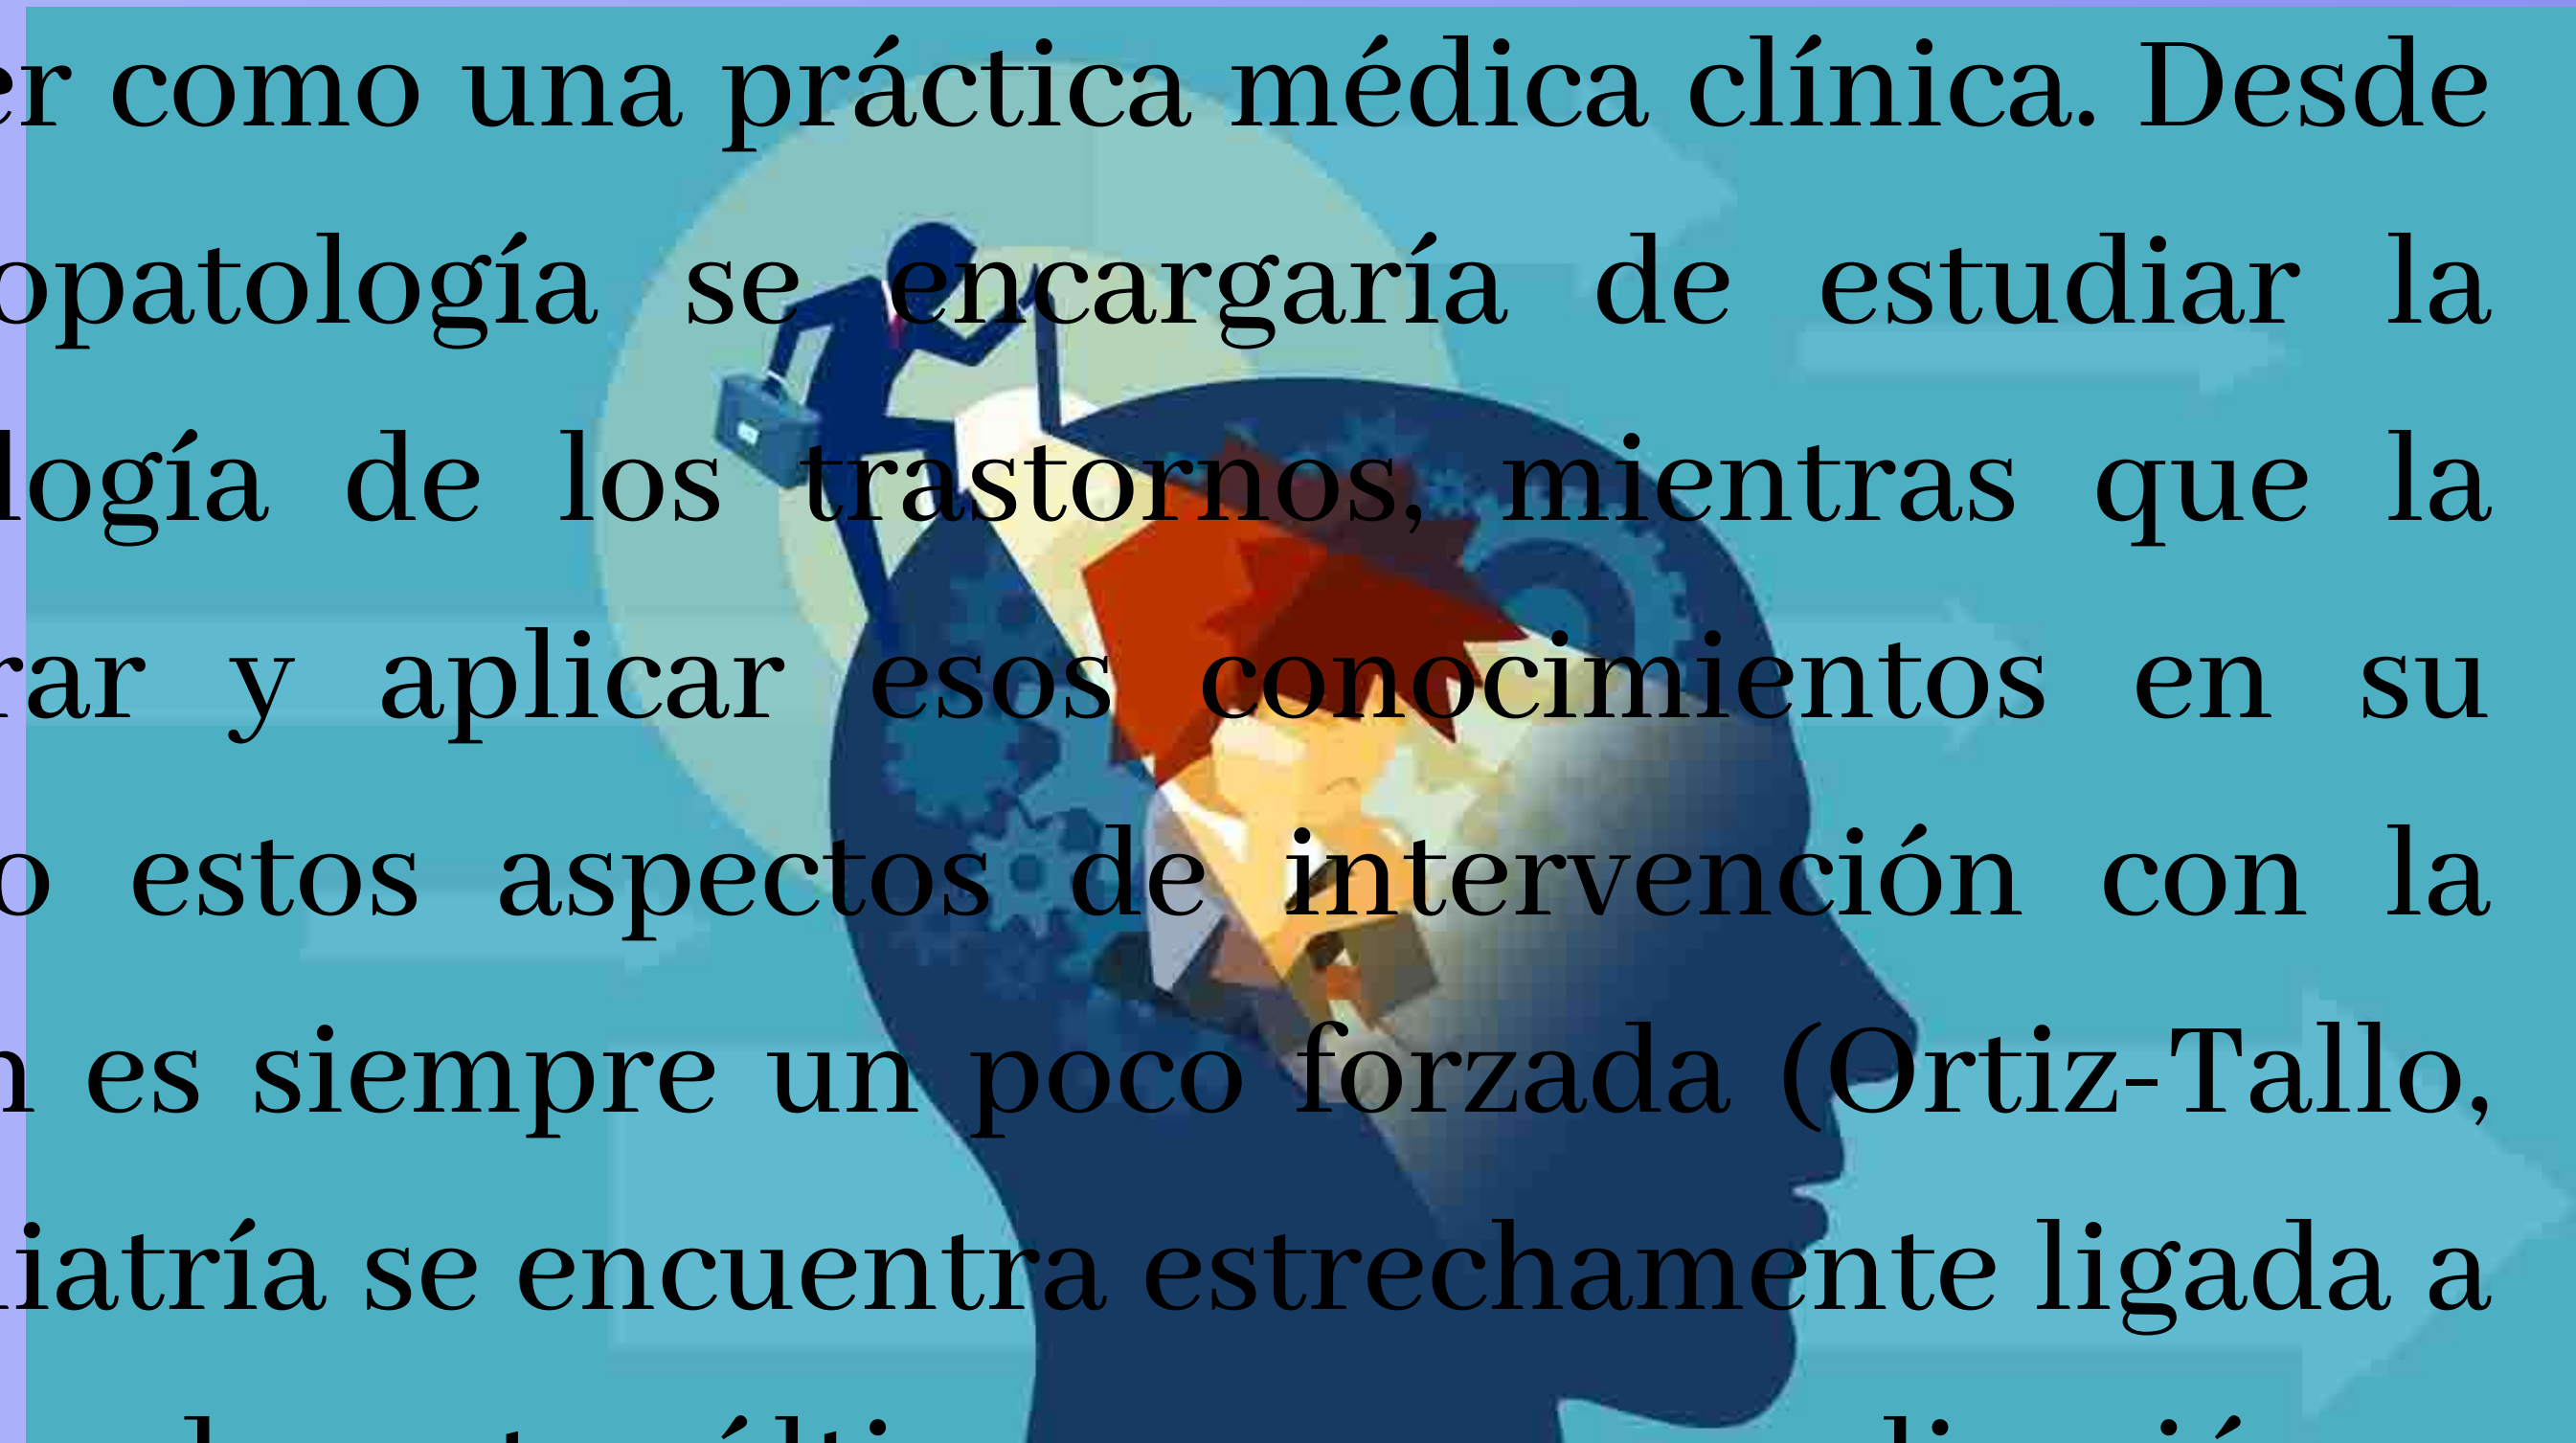 er como una práctica médica clínica. Desde
opatología se encargaría de estudiar la
logía de los trastornos, mientras que la
rar y aplicar esos conocimientos en su
o estos aspectos de intervención con la
n es siempre un poco forzada (Ortiz-Tallo,
iatría se encuentra estrechamente ligada a